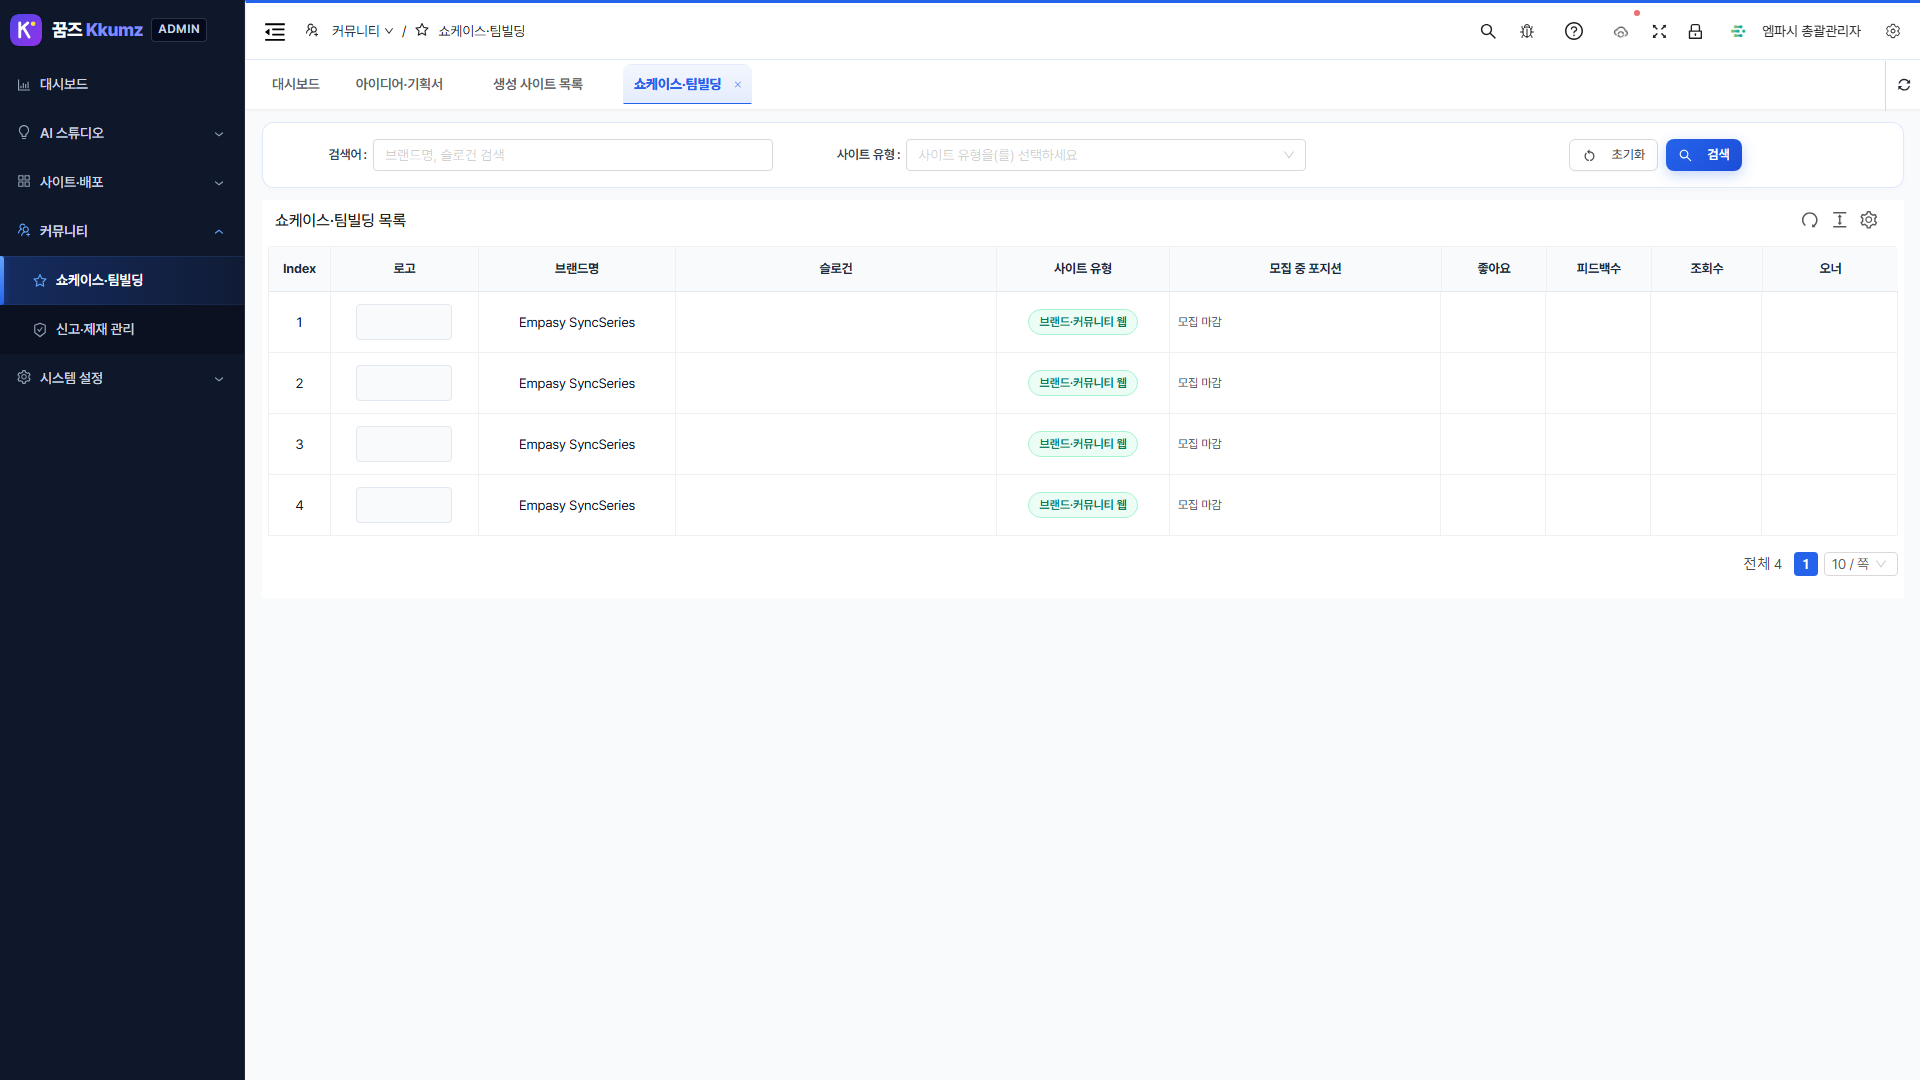 꿈즈 Kkumz ADMIN
대시보드
AI 스튜디오
사이트·배포
커뮤니티
쇼케이스·팀빌딩
신고·제재 관리
시스템 설정
커뮤니티 / 쇼케이스·팀빌딩
엠파시 총괄관리자
대시보드 아이디어·기획서 생성 사이트 목록 쇼케이스·팀빌딩 ×
검색어 : 브랜드명, 슬로건 검색 사이트 유형 : 사이트 유형을(를) 선택하세요 초기화 검색
쇼케이스·팀빌딩 목록
Index 로고 브랜드명 슬로건 사이트 유형 모집 중 포지션 좋아요 피드백수 조회수 오너
1 Empasy SyncSeries 브랜드·커뮤니티 웹 모집 마감
2 Empasy SyncSeries 브랜드·커뮤니티 웹 모집 마감
3 Empasy SyncSeries 브랜드·커뮤니티 웹 모집 마감
4 Empasy SyncSeries 브랜드·커뮤니티 웹 모집 마감
전체 4 1 10 / 쪽